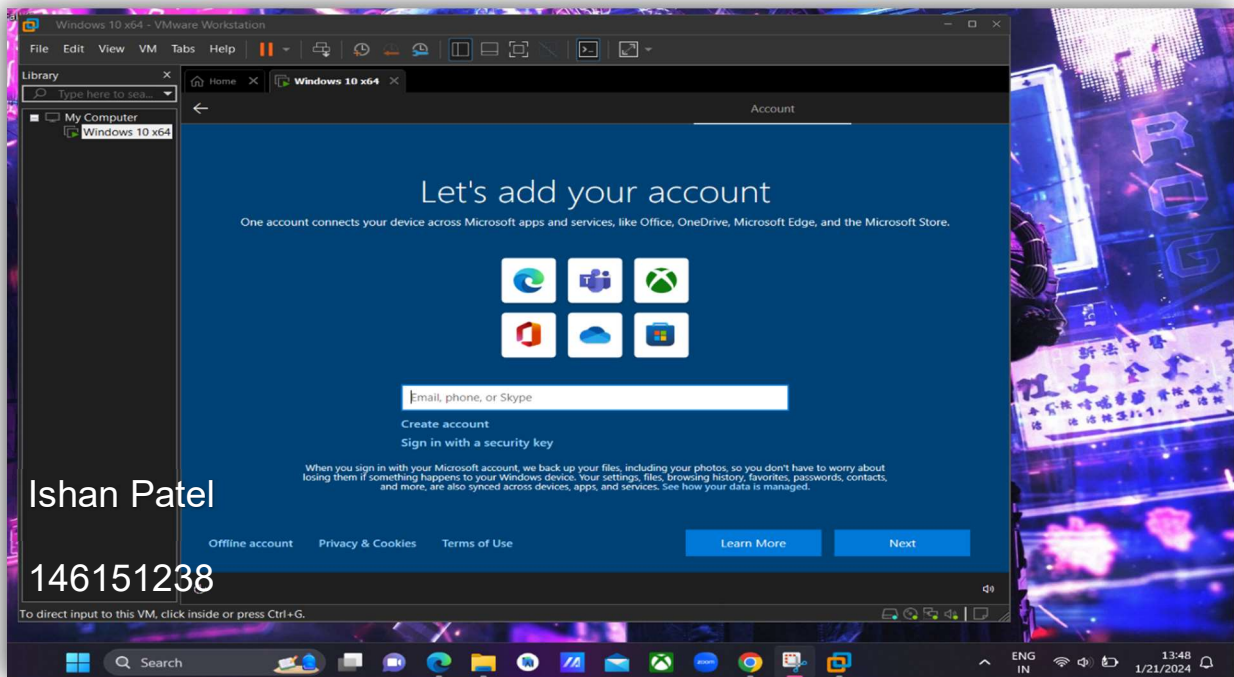 Windows 10 x64 - VMware Workstation
File Edit View VM Tabs Help
Library
Type here to sea...
My Computer
Windows 10 x64
Home
Windows 10 x64
Account
Let's add your account
One account connects your device across Microsoft apps and services, like Office, OneDrive, Microsoft Edge, and the Microsoft Store.
Email, phone, or Skype
Create account
Sign in with a security key
When you sign in with your Microsoft account, we back up your files, including your photos, so you don't have to worry about
losing them if something happens to your Windows device. Your settings, files, browsing history, favorites, passwords, contacts,
and more, are also synced across devices, apps, and services. See how your data is managed.
Offline account Privacy & Cookies Terms of Use Learn More Next
Ishan Patel
146151238
To direct input to this VM, click inside or press Ctrl+G.
ROG
新法中醫
Search
zoom
ENG
IN
13:48
1/21/2024